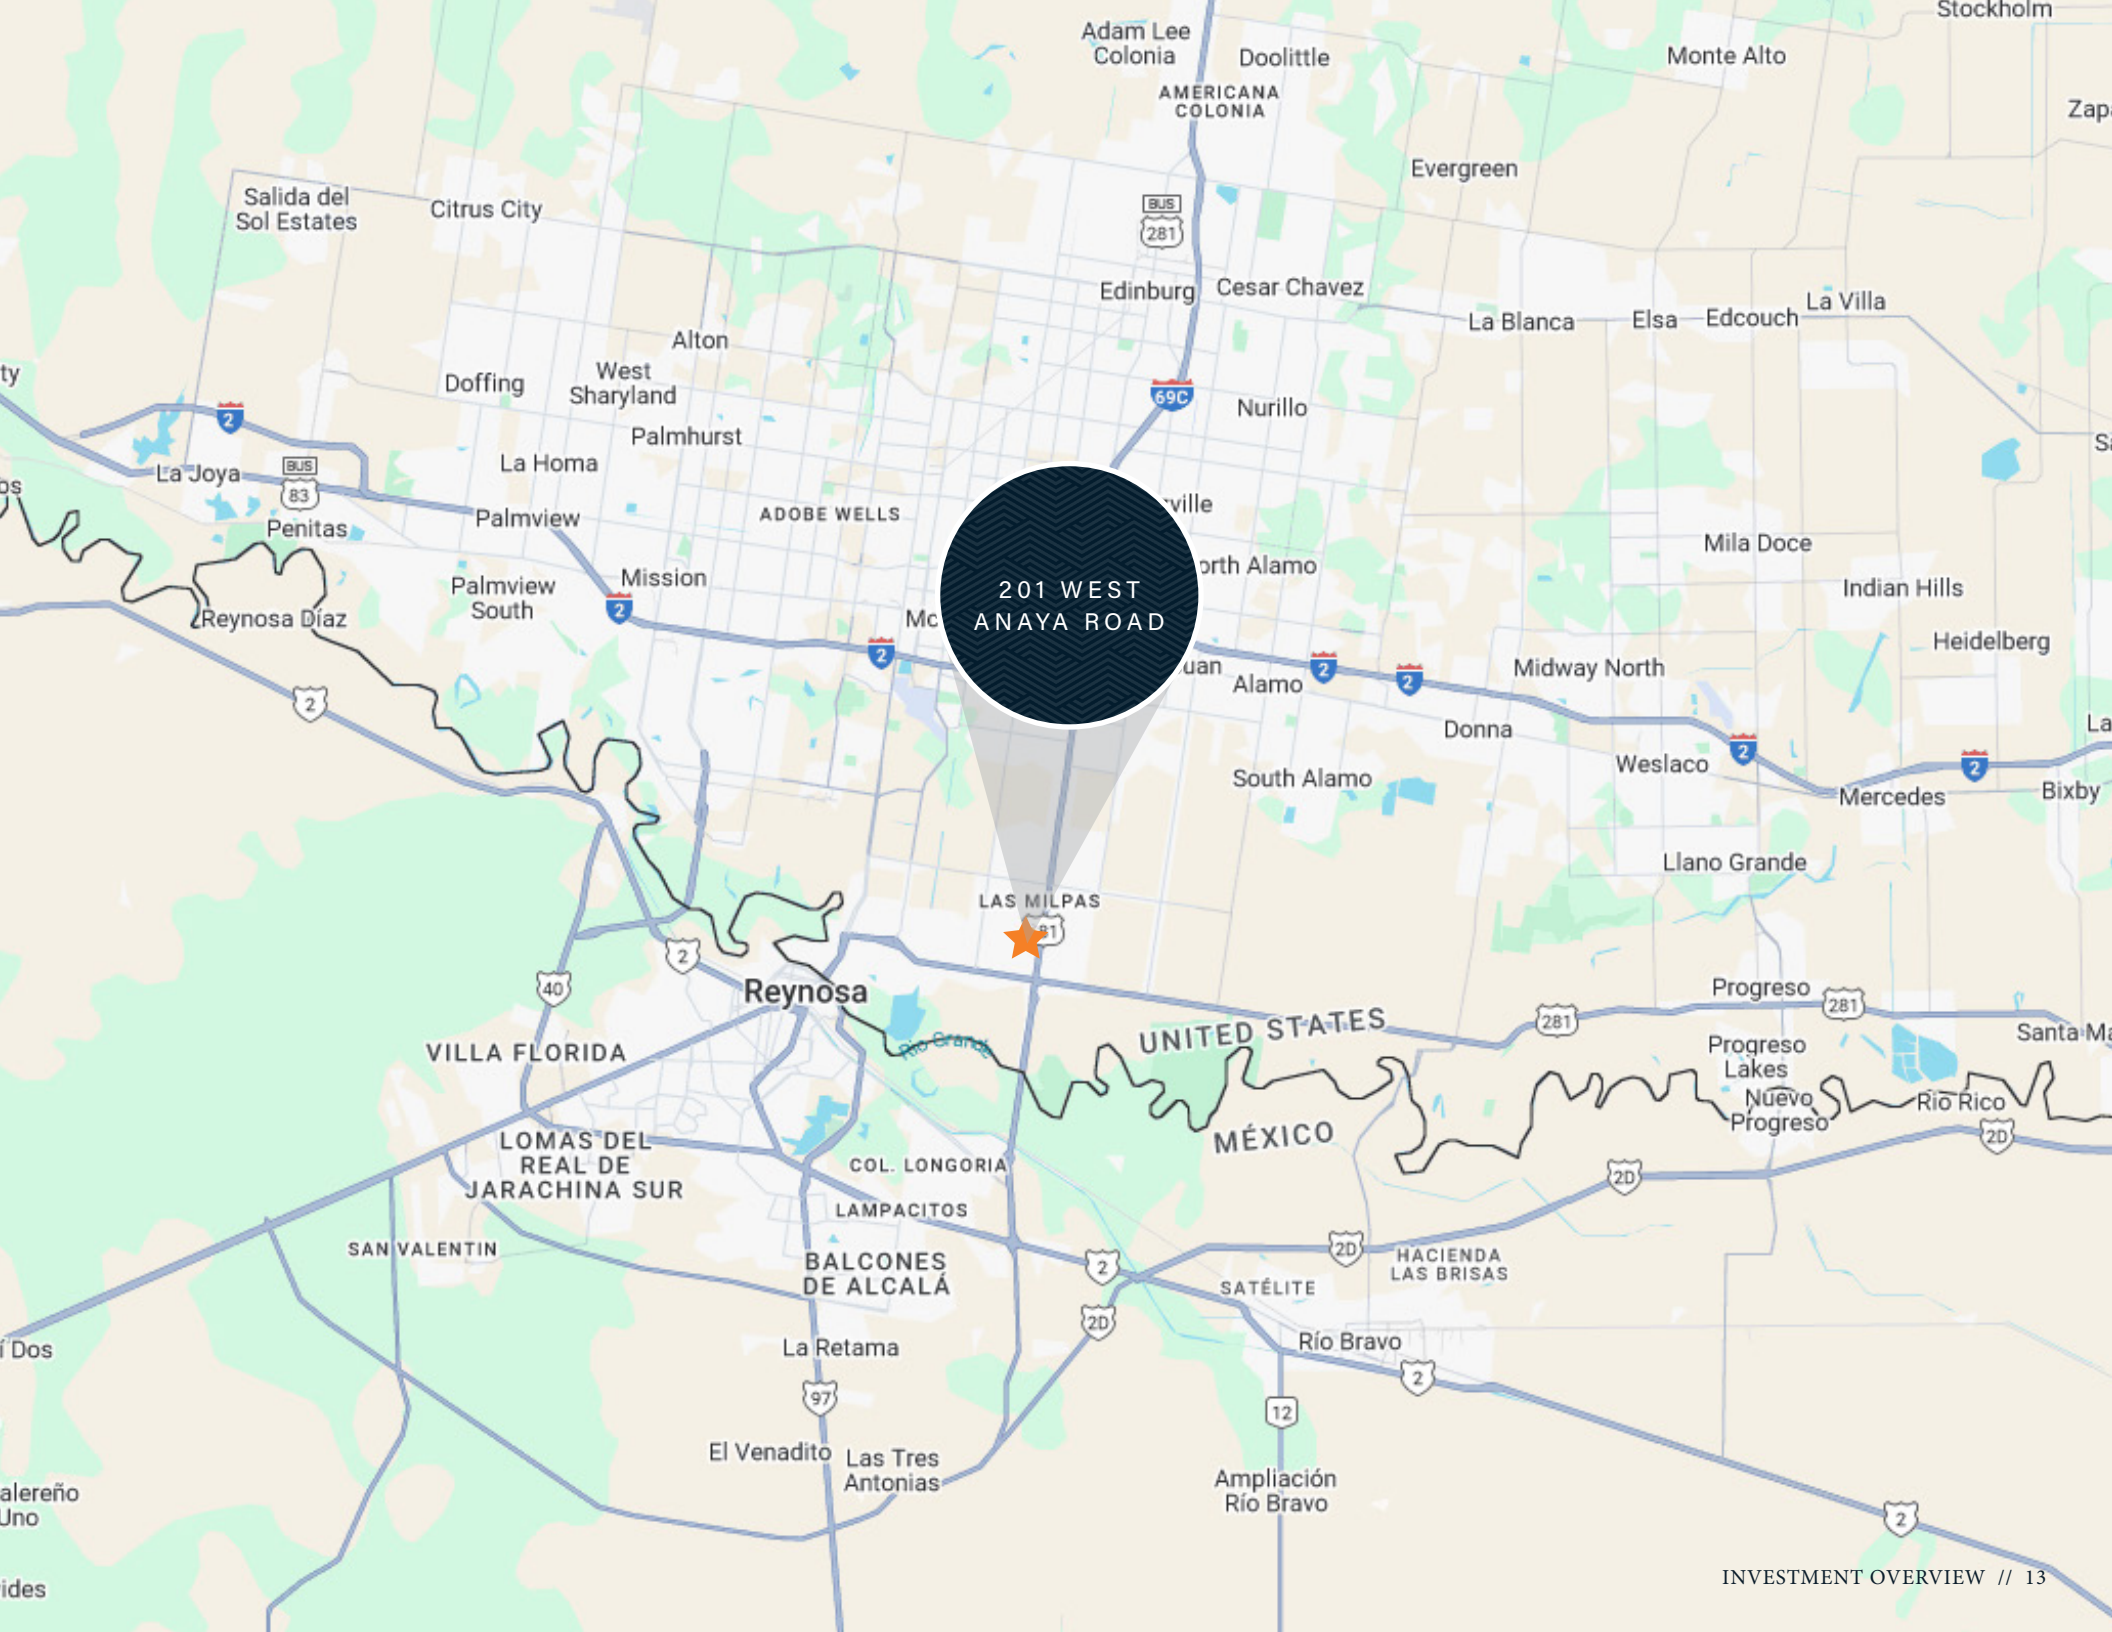 Stockholm
Adam Lee
Colonia
Doolittle
Monte Alto
AMERICANA
COLONIA
Evergreen
Salida del
Sol Estates
Citrus City
BUS
281
Edinburg
Cesar Chavez
La Blanca
Elsa
Edcouch
La Villa
Alton
West
Sharyland
Doffing
69C
Nurillo
2
Palmhurst
La Homa
La Joya
BUS
83
Penitas
Palmview
ADOBE WELLS
Mila Doce
Palmview
South
Mission
2
Alamo
201 WEST
ANAYA ROAD
Indian Hills
Reynosa Díaz
Heidelberg
2
2
2
2
Midway North
Alamo
Donna
2
South Alamo
Weslaco
2
2
Mercedes
Bixby
Llano Grande
LAS MILPAS
2
40
Reynosa
Progreso
281
281
UNITED STATES
Rio Grande
Santa
VILLA FLORIDA
Progreso
Lakes
Nuevo
Progreso
Rio Rico
MÉXICO
2D
LOMAS DEL
REAL DE
JARACHINA SUR
COL. LONGORIA
2D
LAMPACITOS
SAN VALENTIN
2D
BALCONES
DE ALCALÁ
2
HACIENDA
LAS BRISAS
SATÉLITE
2D
La Retama
Dos
Río Bravo
2
97
12
El Venadito
Las Tres
Antonias
Ampliación
Río Bravo
Uno
2
INVESTMENT OVERVIEW // 13